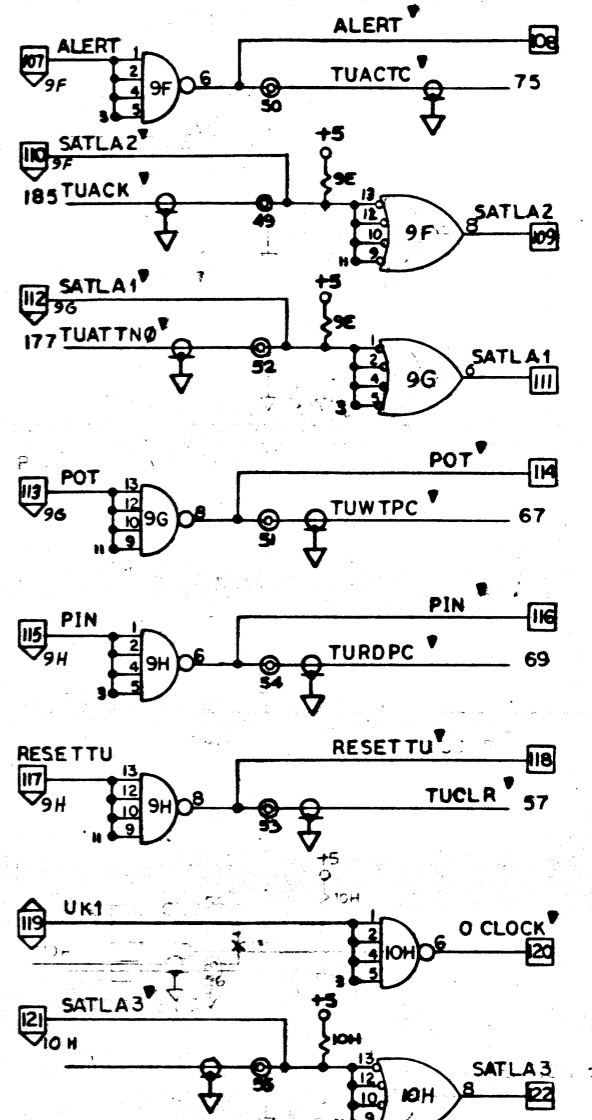 ALERT▼
107 ALERT 1 108
9F 2 9F 6 TUACTC▼ 75
4
3 5 50
110 SATLA2▼ +5
9F 9E
185 TUACK▼ 13 SATLA2
49 12 9F 8 109
10
11 9
112 SATLA1▼ +5
9G 9E
177 TUATTNØ▼ 1 SATLA1
52 2 9G 6 111
4
3 5
POT▼ 114
113 POT 13
9G 12 9G 8 TUWTPC▼ 67
10
11 9 51
PIN▼ 116
115 PIN 1
9H 2 9H 6 TURDPC▼ 69
4
3 5 54
RESETTU▼ 118
RESETTU
117 13
9H 12 9H 8 TUCLR▼ 57
10
11 9 53
+5
10H
119 UK1 1 O CLOCK▼
2 10H 6 120
4
3 5
56
121 SATLA3▼ +5
10H 10H
13 SATLA3
12 10H 8 122
10
9